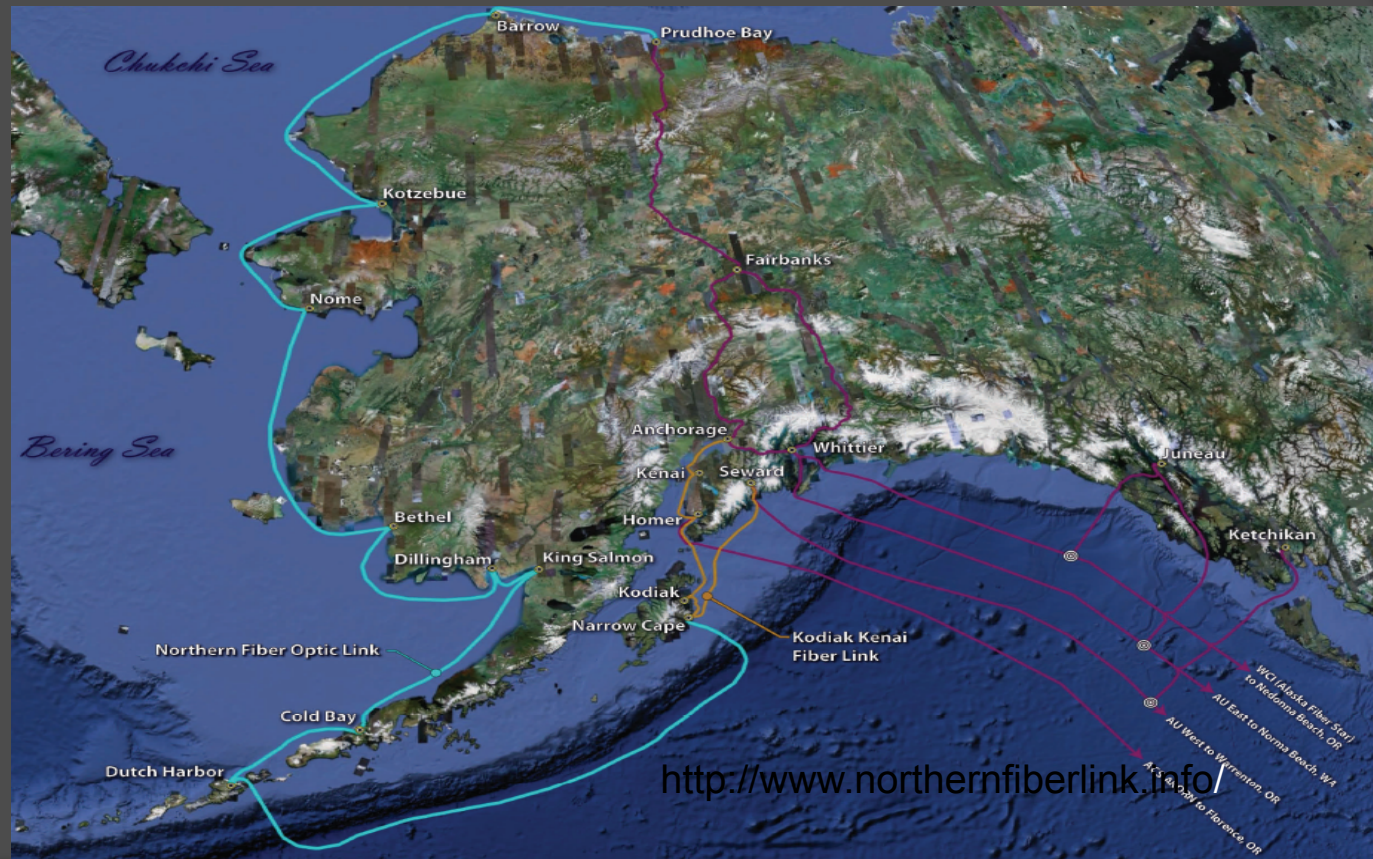 Barrow
Prudhoe Bay
Chukchi Sea
Kotzebue
Fairbanks
Nome
Anchorage
Whittier
Bering Sea
Juneau
Kenai
Seward
Bethel
Homer
Ketchikan
Dillingham
King Salmon
Kodiak
Narrow Cape
Kodiak Kenai
Fiber Link
Northern Fiber Optic Link
WCI (Alaska Fiber Star)
to Nedonna Beach, OR
AU East to Norma Beach, WA
AU West to Warrenton, OR
Cold Bay
Dutch Harbor
http://www.northernfiberlink.info/
ACS AKORN to Florence, OR